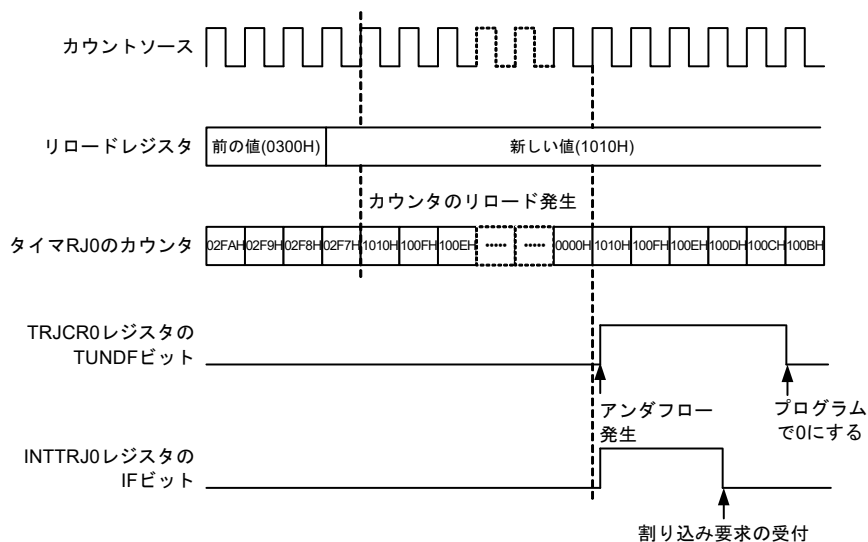 カウントソース
リロードレジスタ
前の値(0300H)
新しい値(1010H)
カウンタのリロード発生
タイマRJ0のカウンタ
02FAH 02F9H 02F8H 02F7H 1010H 100FH 100EH ..... ..... 0000H 1010H 100FH 100EH 100DH 100CH 100BH
TRJCR0レジスタの
TUNDFビット
アンダフロー
発生
プログラム
で0にする
INTTRJ0レジスタの
IFビット
割り込み要求の受付